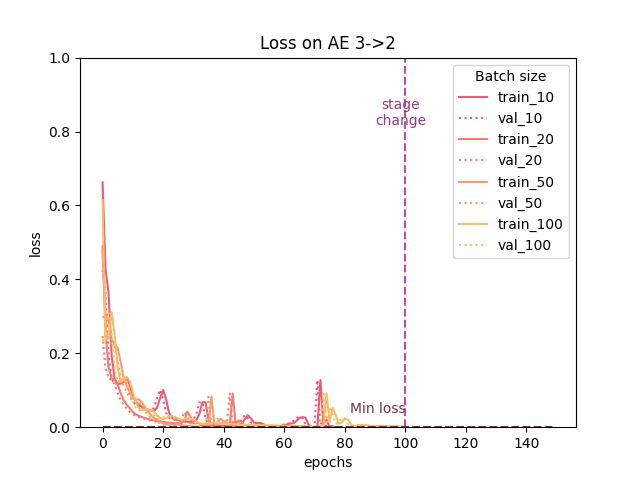 Loss on AE 3->2
1.0
0.8
0.6
0.4
0.2
0.0
loss
stage
change
Batch size
train_10
val_10
train_20
val_20
train_50
val_50
train_100
val_100
Min loss
0 20 40 60 80 100 120 140
epochs